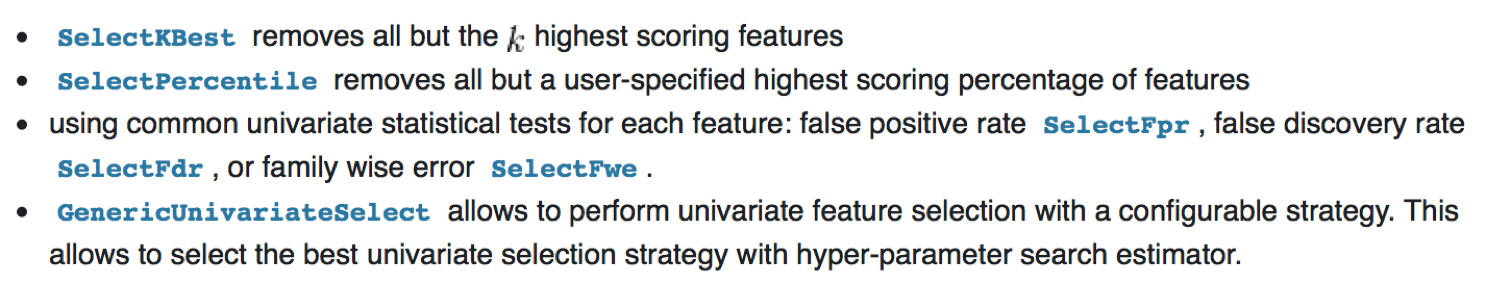 • SelectKBest removes all but the k highest scoring features
• SelectPercentile removes all but a user-specified highest scoring percentage of features
• using common univariate statistical tests for each feature: false positive rate SelectFpr , false discovery rate
SelectFdr , or family wise error SelectFwe .
• GenericUnivariateSelect allows to perform univariate feature selection with a configurable strategy. This
allows to select the best univariate selection strategy with hyper-parameter search estimator.